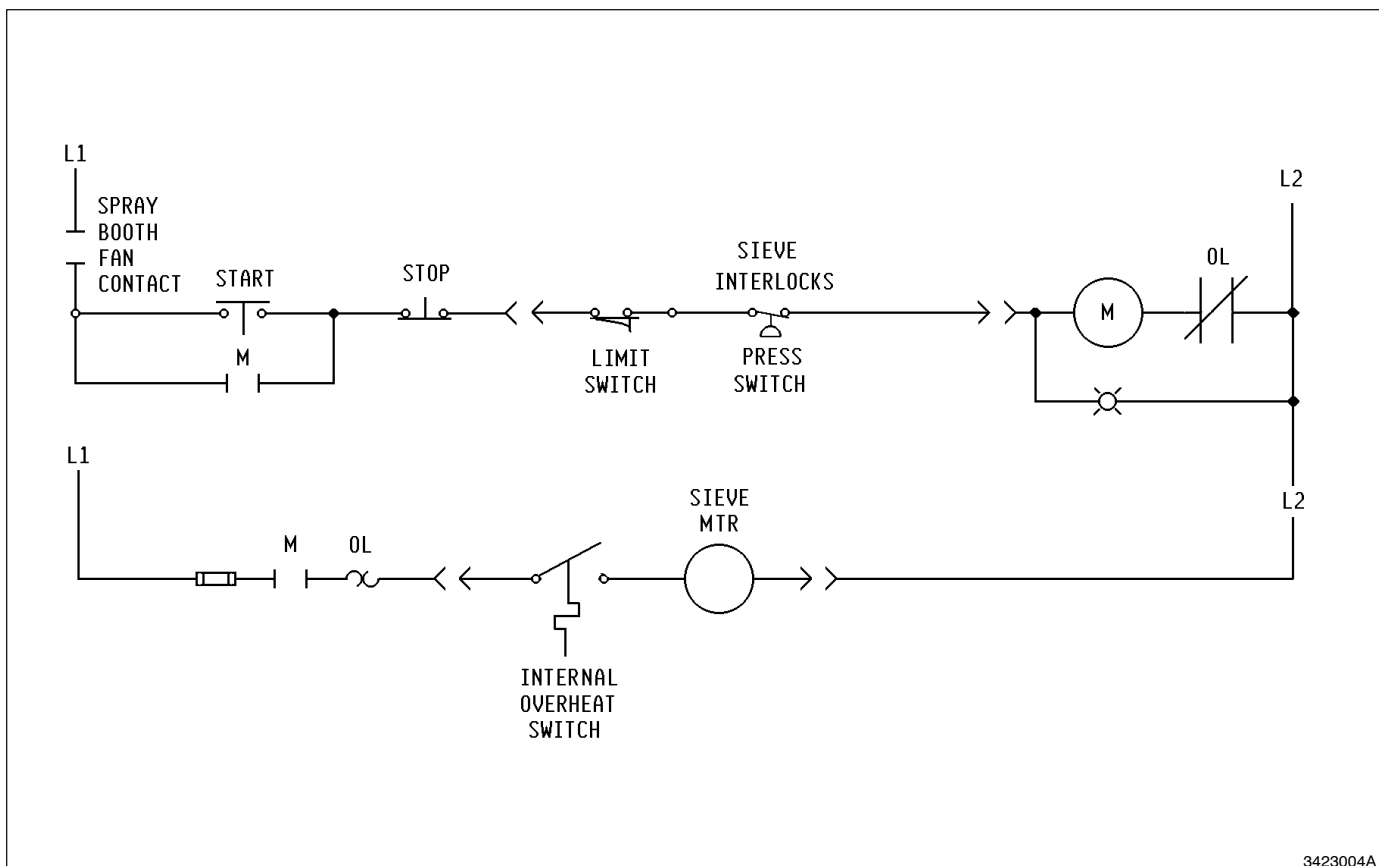 L1
SPRAY
BOOTH
FAN
CONTACT
START
M
STOP
LIMIT
SWITCH
SIEVE
INTERLOCKS
PRESS
SWITCH
M
OL
L2
L1
M
OL
INTERNAL
OVERHEAT
SWITCH
SIEVE
MTR
L2
3423004A